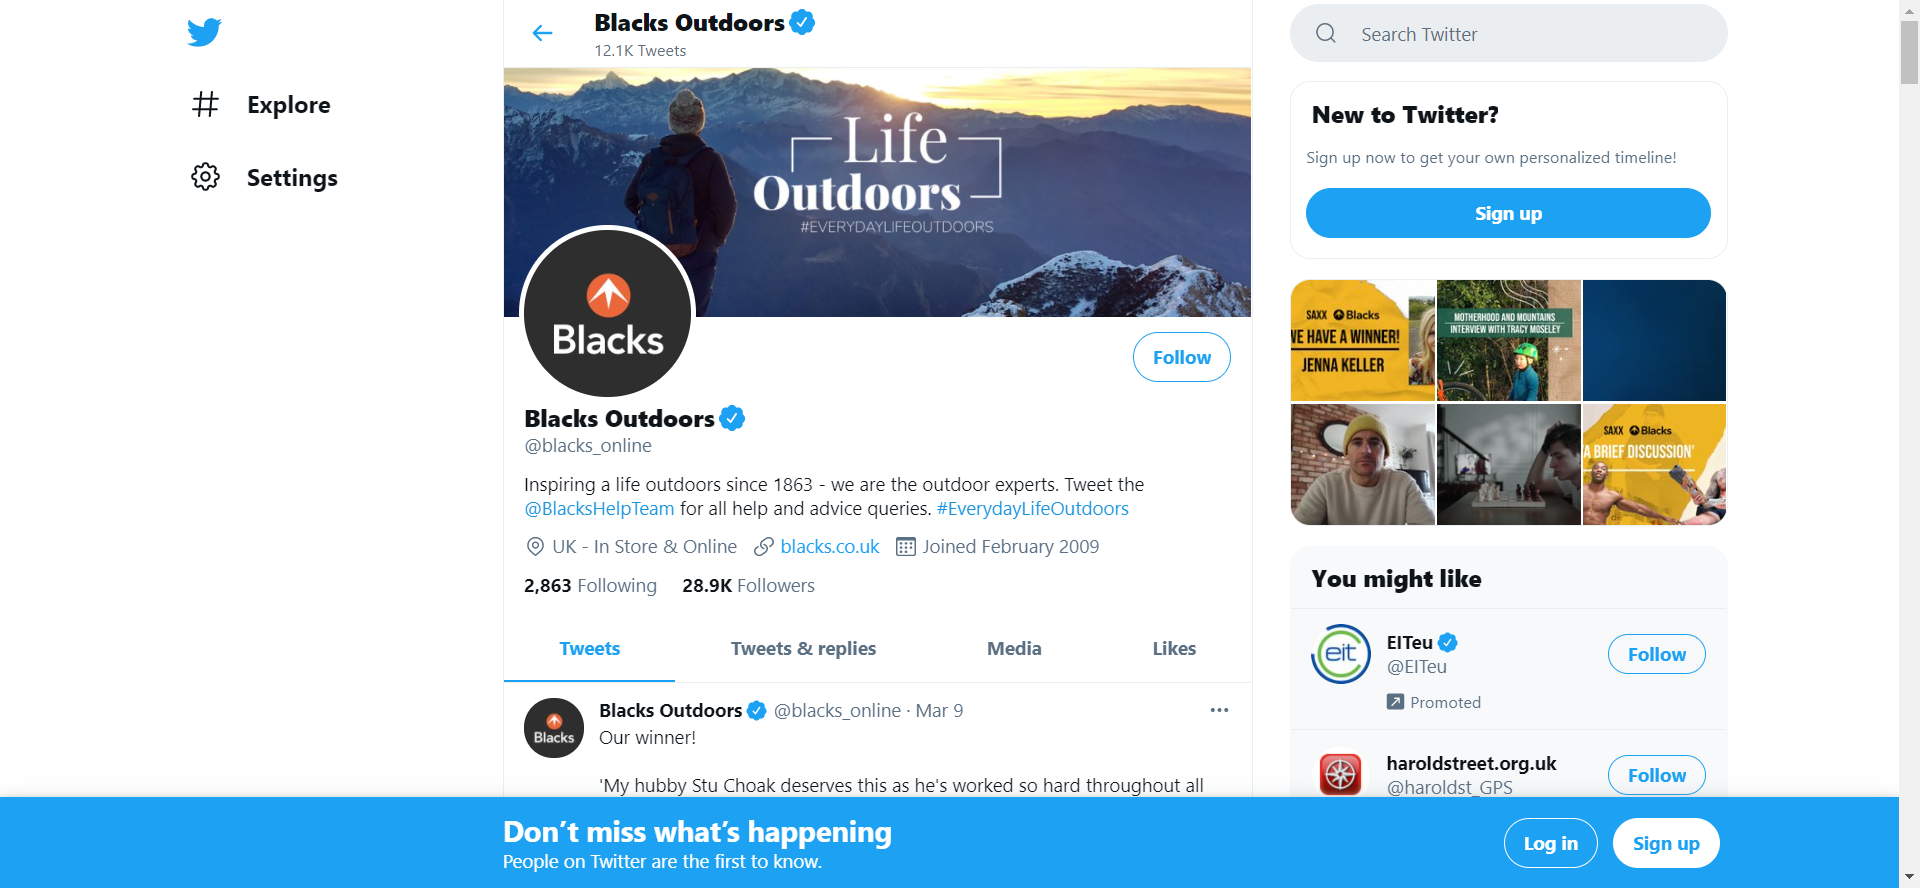 Explore
Settings
Blacks Outdoors
12.1K Tweets
Life
Outdoors
#EVERYDAYLIFEOUTDOORS
Blacks
Follow
Blacks Outdoors
@blacks_online
Inspiring a life outdoors since 1863 - we are the outdoor experts. Tweet the
@BlacksHelpTeam for all help and advice queries. #EverydayLifeOutdoors
UK - In Store & Online blacks.co.uk Joined February 2009
2,863 Following 28.9K Followers
Tweets Tweets & replies Media Likes
Blacks
Blacks Outdoors @blacks_online · Mar 9
Our winner!
'My hubby Stu Choak deserves this as he's worked so hard throughout all
Search Twitter
New to Twitter?
Sign up now to get your own personalized timeline!
Sign up
SAXX Blacks
WE HAVE A WINNER!
JENNA KELLER
MOTHERHOOD AND MOUNTAINS
INTERVIEW WITH TRACY MOSELEY
SAXX Blacks
'A BRIEF DISCUSSION'
You might like
eit
EITeu
@EITeu
Promoted
Follow
haroldstreet.org.uk
@haroldst_GPS
Follow
Don't miss what's happening
People on Twitter are the first to know.
Log in Sign up